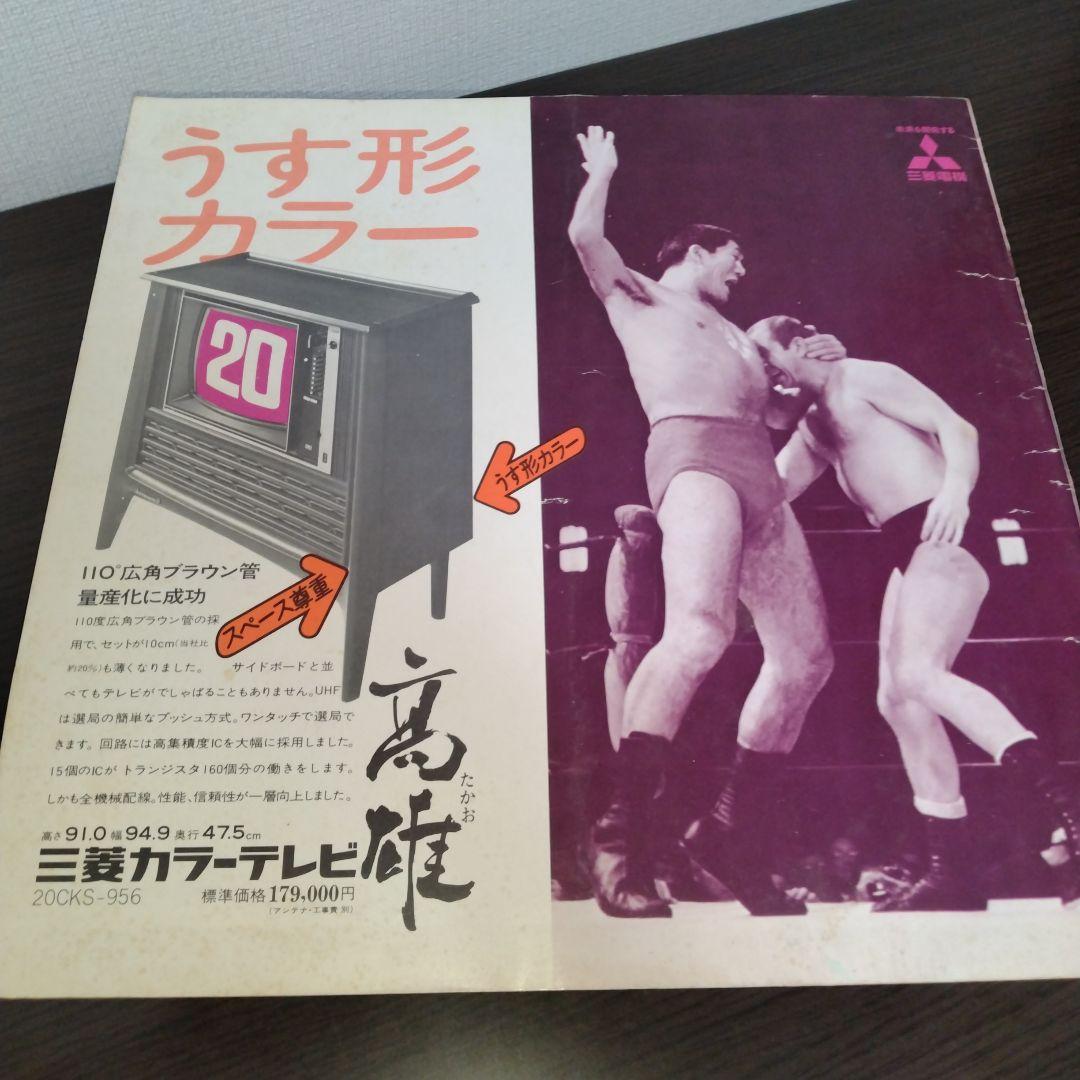 うす形
カラー
20
うす形カラー
スペース尊重
110°広角ブラウン管
量産化に成功
110度広角ブラウン管の採
用で、セットが10cm(当社比
約20%)も薄くなりました。 サイドボードと並
べてもテレビがでしゃばることもありません。UHF
は選局の簡単なプッシュ方式。ワンタッチで選局で
きます。回路には高集積度ICを大幅に採用しました。
15個のICがトランジスタ160個分の働きをします。
しかも全機械配線。性能、信頼性が一層向上しました。
高さ91.0幅94.9奥行47.5cm
三菱カラーテレビ
高雄
たかお
20CKS-956 標準価格179,000円
(アンテナ・工事費別)
未来を開発する
三菱電機